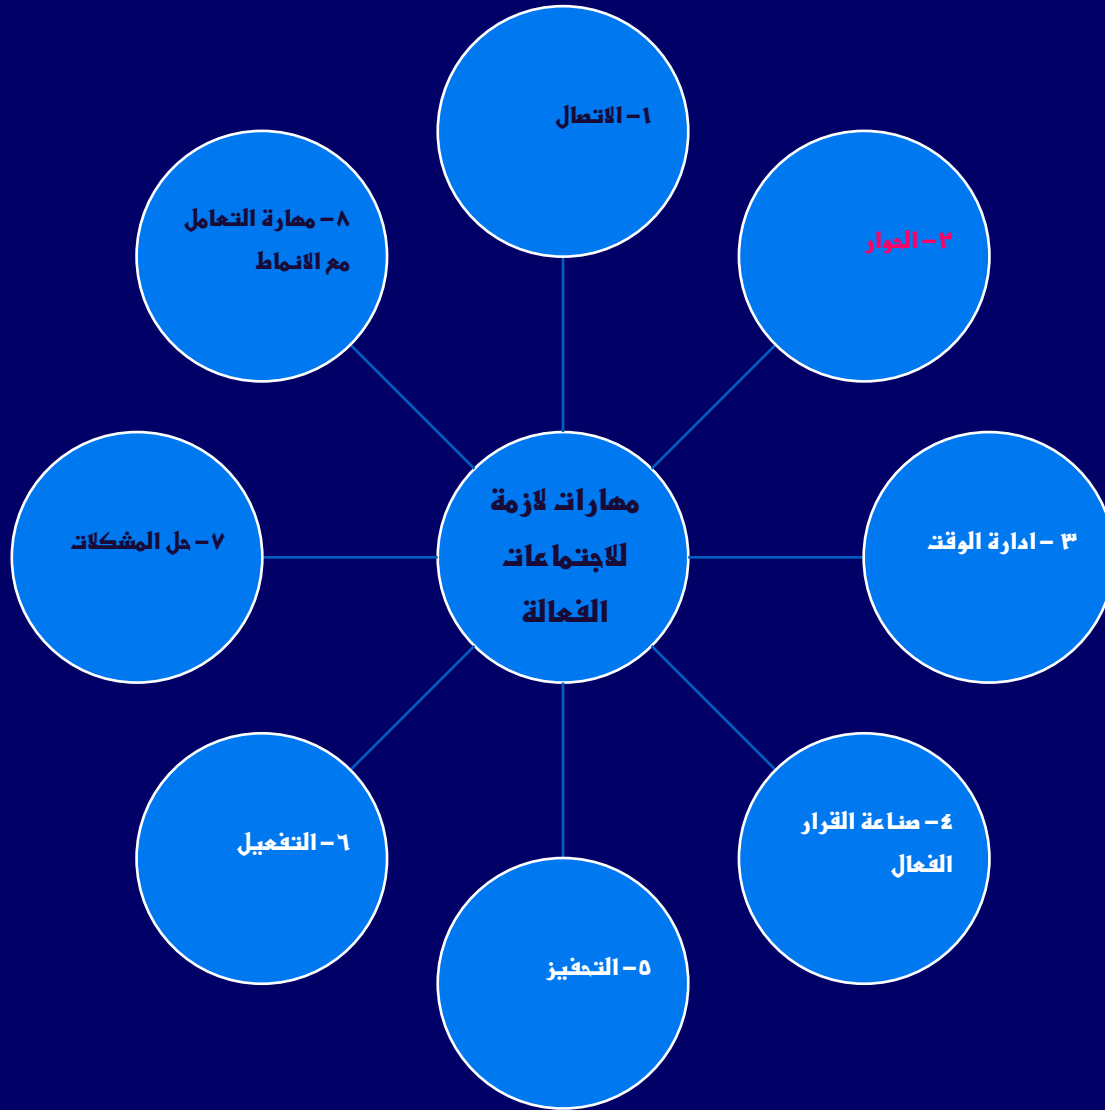 مهارات لازمة
للاجتماعات
الفعالة
١– الاتصال
٢– الحوار
٣ – ادارة الوقت
٤– صناعة القرار
الفعال
٥– التحفيز
٦– التفعيل
٧– حل المشكلات
٨– مهارة التعامل
مع الانماط